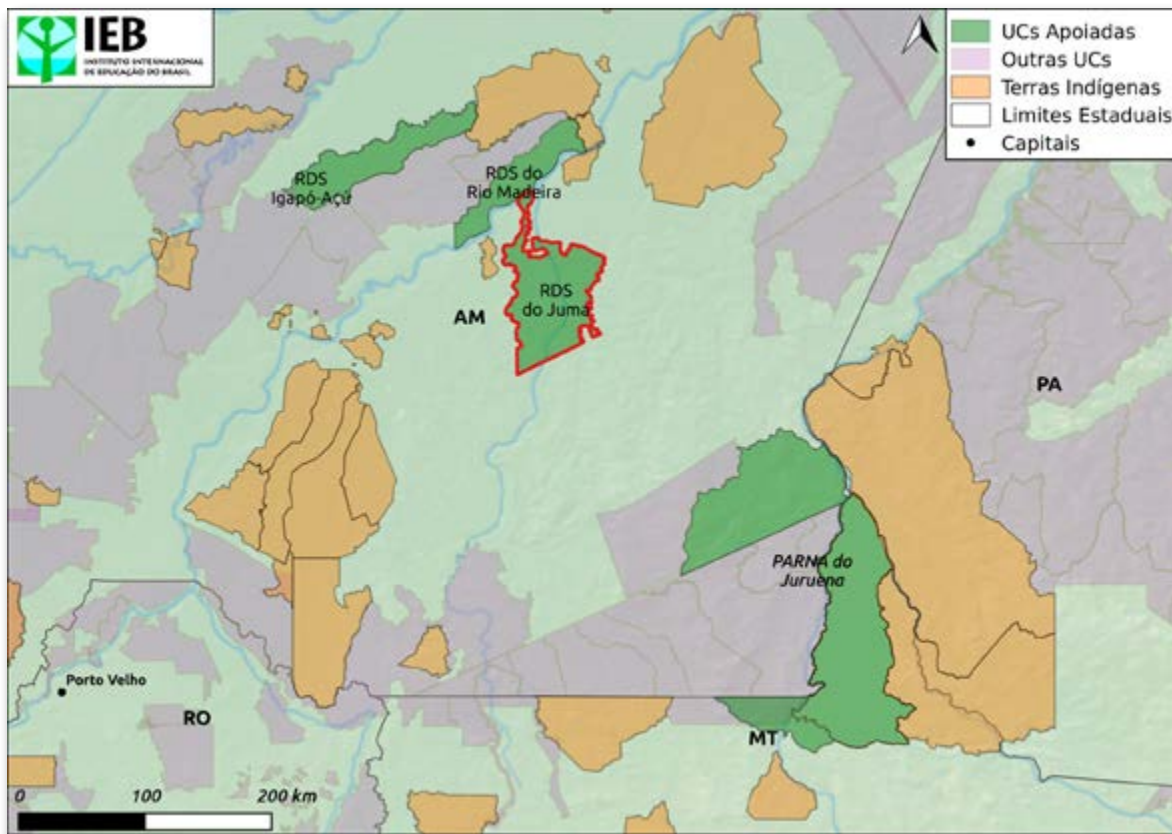 IEB
INSTITUTO INTERNACIONAL
DE EDUCAÇÃO DO BRASIL
UCs Apoiadas
Outras UCs
Terras Indígenas
Limites Estaduais
Capitais
RDS
Igapó-Açú
RDS do
Rio Madeira
RDS
do Juma
AM
PA
PARNA do
Juruena
Porto Velho
RO
MT
0 100 200 km